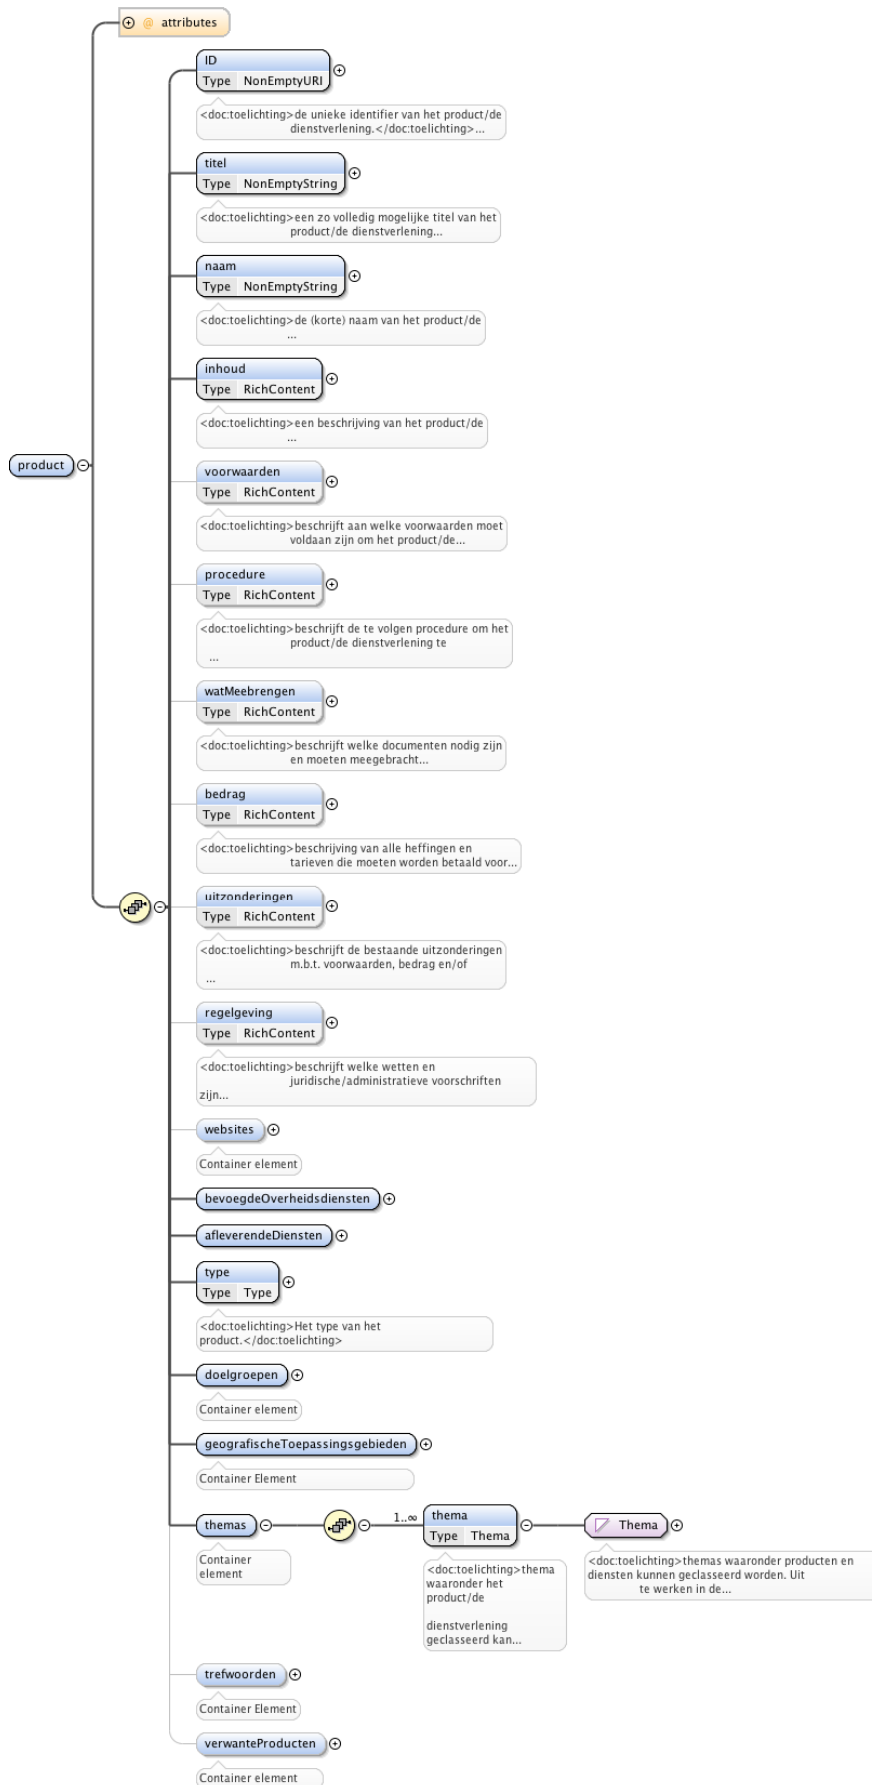 attributes
ID
Type NonEmptyURI
<doc:toelichting>de unieke identifier van het product/de
dienstverlening.</doc:toelichting>...
titel
Type NonEmptyString
<doc:toelichting>een zo volledig mogelijke titel van het
product/de dienstverlening...
naam
Type NonEmptyString
<doc:toelichting>de (korte) naam van het product/de
...
inhoud
Type RichContent
<doc:toelichting>een beschrijving van het product/de
...
product
voorwaarden
Type RichContent
<doc:toelichting>beschrijft aan welke voorwaarden moet
voldaan zijn om het product/de...
procedure
Type RichContent
<doc:toelichting>beschrijft de te volgen procedure om het
product/de dienstverlening te
...
watMeebrengen
Type RichContent
<doc:toelichting>beschrijft welke documenten nodig zijn
en moeten meegebracht...
bedrag
Type RichContent
<doc:toelichting>beschrijving van alle heffingen en
tarieven die moeten worden betaald voor...
uitzonderingen
Type RichContent
<doc:toelichting>beschrijft de bestaande uitzonderingen
m.b.t. voorwaarden, bedrag en/of
...
regelgeving
Type RichContent
<doc:toelichting>beschrijft welke wetten en
juridische/administratieve voorschriften
zijn...
websites
Container element
bevoegdeOverheidsdiensten
afleverendeDiensten
type
Type Type
<doc:toelichting>Het type van het
product.</doc:toelichting>
doelgroepen
Container element
geografischeToepassingsgebieden
Container Element
themas
Container
element
1..∞
thema
Type Thema
<doc:toelichting>thema
waaronder het
product/de
dienstverlening
geclasseerd kan...
Thema
<doc:toelichting>themas waaronder producten en
diensten kunnen geclasseerd worden. Uit
te werken in de...
trefwoorden
Container Element
verwanteProducten
Container element